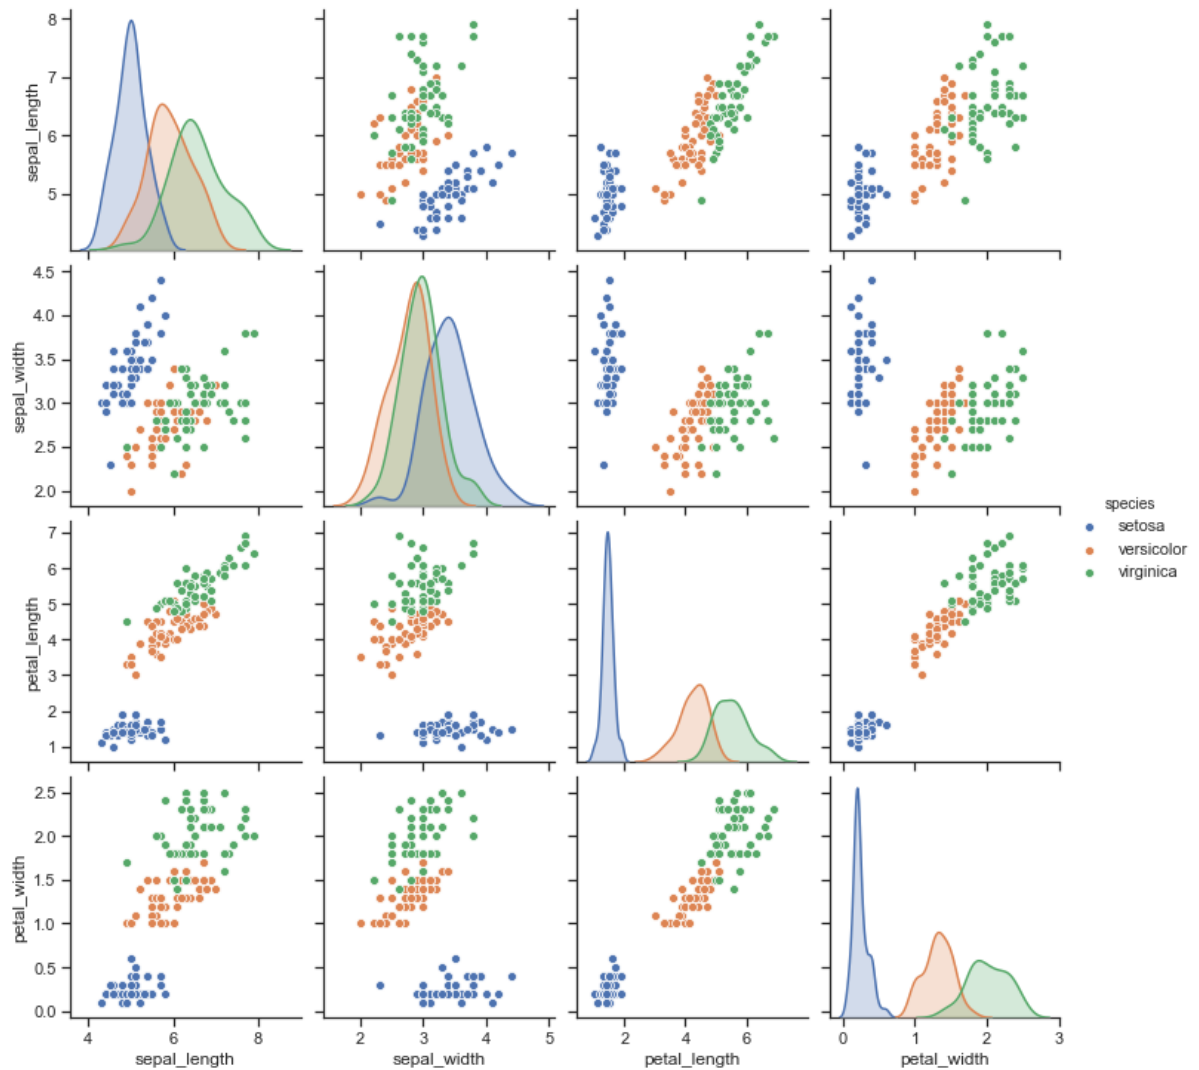 8
7
6
5
sepal_length
4.5
4.0
3.5
3.0
2.5
2.0
sepal_width
species
setosa
versicolor
virginica
7
6
5
4
3
2
1
petal_length
2.5
2.0
1.5
1.0
0.5
0.0
petal_width
4 6 8
sepal_length
2 3 4 5
sepal_width
2 4 6
petal_length
0 1 2 3
petal_width